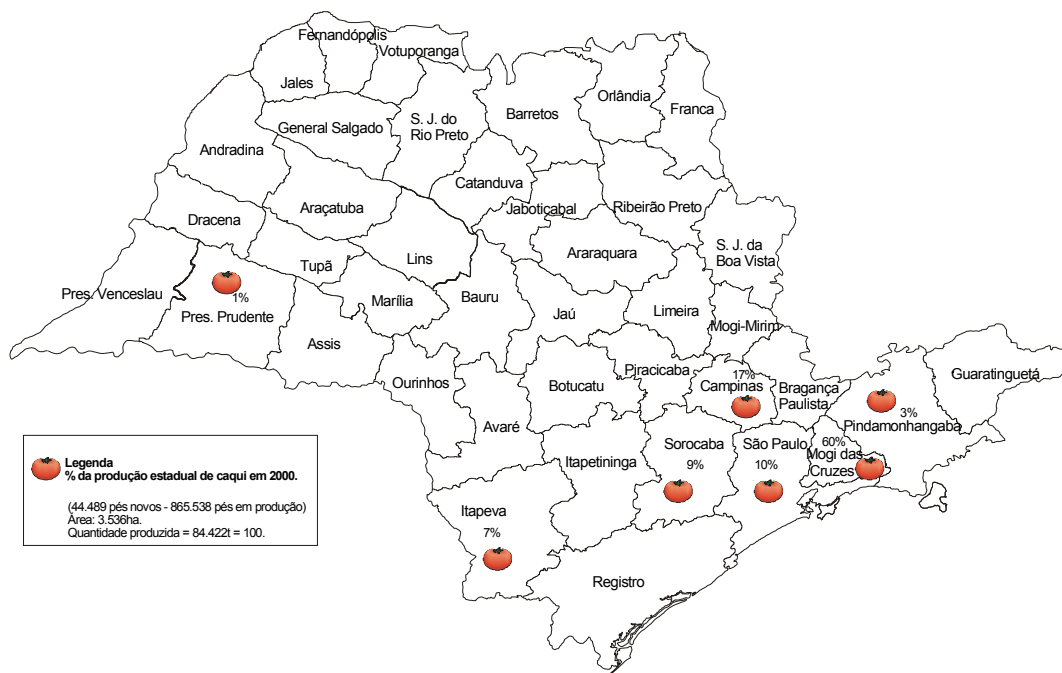 Fernandópolis
Votuporanga
Jales
Orlândia
Barretos
Franca
General Salgado
S. J. do
Rio Preto
Andradina
Catanduva
Araçatuba
Jaboticabal
Ribeirão Preto
Dracena
Araraquara
S. J. da
Boa Vista
Lins
Tupã
Pres. Venceslau
1%
Pres. Prudente
Marília
Bauru
Jaú
Limeira
Mogi-Mirim
Assis
Ourinhos
Botucatu
Piracicaba
17%
Campinas
Bragança
Paulista
Guaratinguetá
3%
Pindamonhangaba
Avaré
Sorocaba
9%
São Paulo
10%
60%
Mogi das
Cruzes
Itapetininga
Itapeva
7%
Registro
Legenda
% da produção estadual de caqui em 2000.
(44.489 pés novos - 865.538 pés em produção)
Área: 3.536ha.
Quantidade produzida = 84.422t = 100.